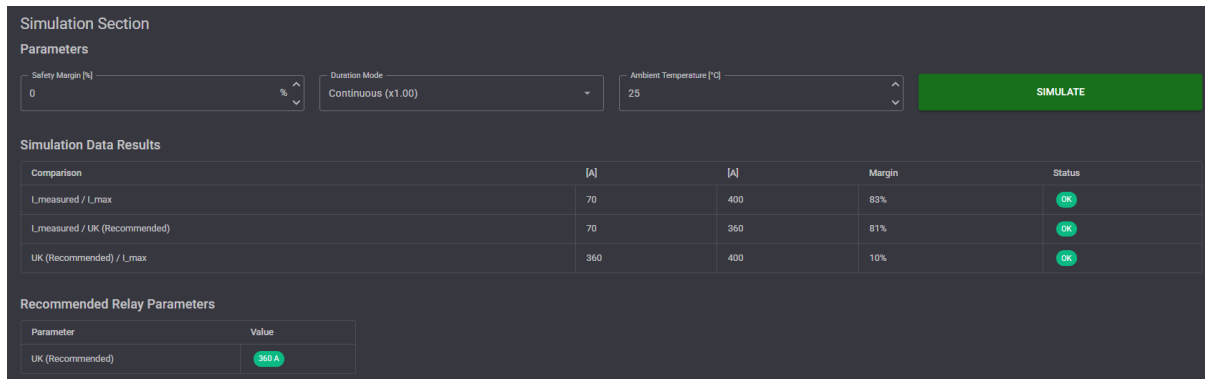 Simulation Section
Parameters
Safety Margin [%] Duration Mode Ambient Temperature [°C]
0 % Continuous (x1.00) 25 SIMULATE
Simulation Data Results
Comparison [A] [A] Margin Status
I_measured / I_max 70 400 83% OK
I_measured / UK (Recommended) 70 360 81% OK
UK (Recommended) / I_max 360 400 10% OK
Recommended Relay Parameters
Parameter Value
UK (Recommended) 360 A